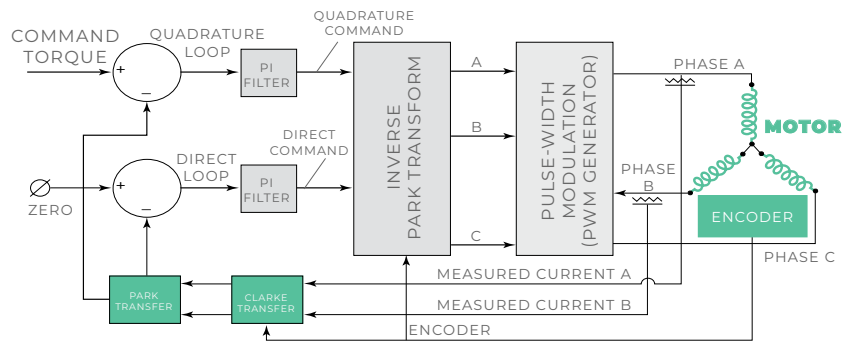 COMMAND
TORQUE
QUADRATURE
LOOP
QUADRATURE
COMMAND
+
−
PI
FILTER
INVERSE
PARK TRANSFORM
A
B
C
PULSE-WIDTH
MODULATION
(PWM GENERATOR)
PHASE A
MOTOR
PHASE
B
ENCODER
PHASE C
ZERO
+
−
DIRECT
LOOP
DIRECT
COMMAND
PI
FILTER
PARK
TRANSFER
CLARKE
TRANSFER
MEASURED CURRENT A
MEASURED CURRENT B
ENCODER